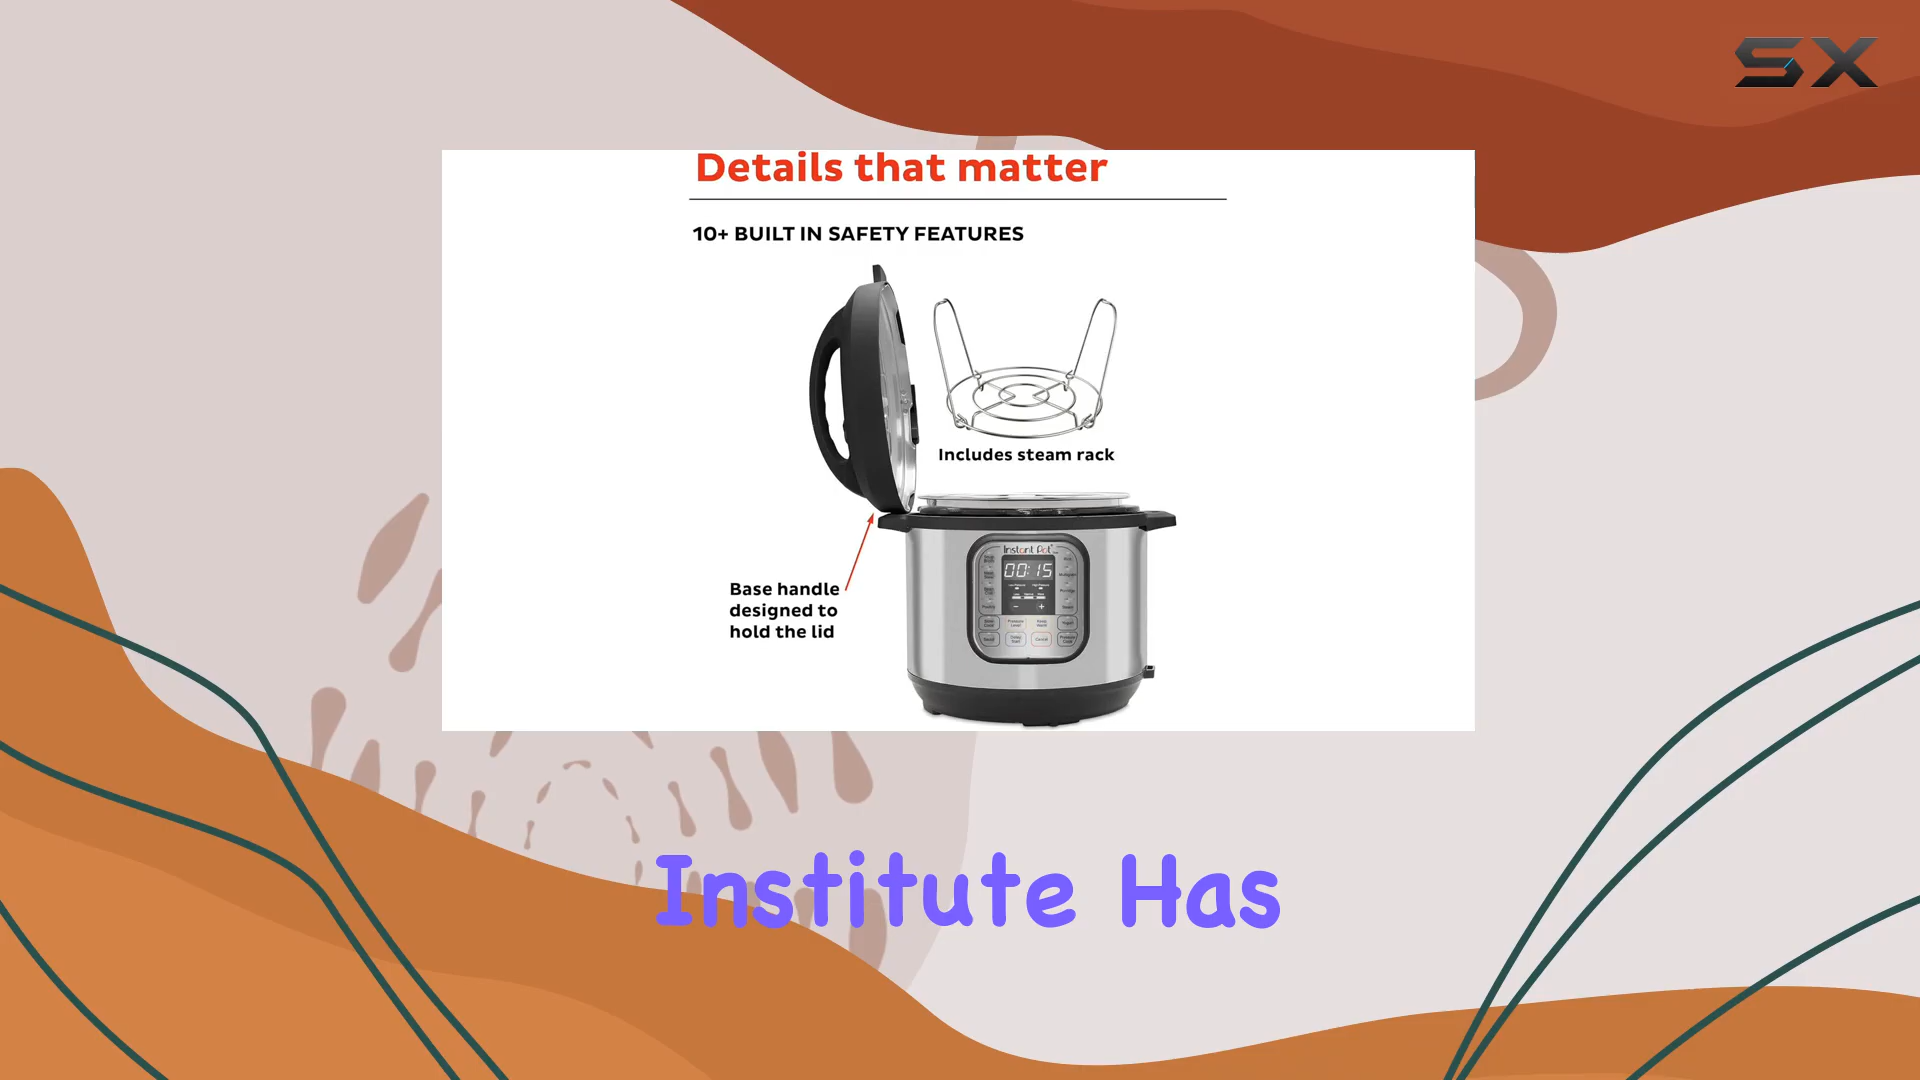 SX
Details that matter
10+ BUILT IN SAFETY FEATURES
Includes steam rack
Base handle
designed to
hold the lid
Instant Pot
00:15
Institute Has